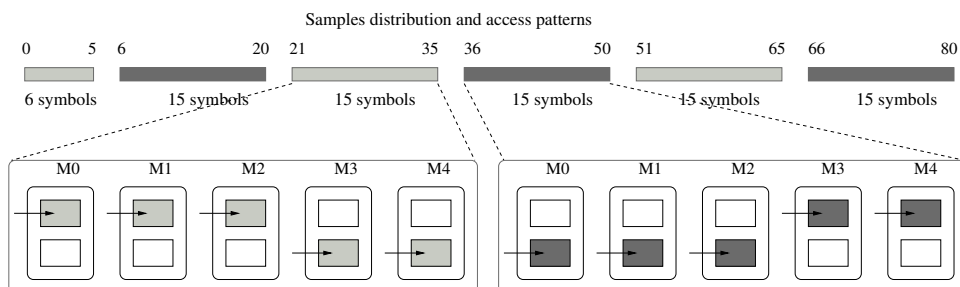 Samples distribution and access patterns
0 5 6 20 21 35 36 50 51 65 66 80
6 symbols 15 symbols 15 symbols 15 symbols 15 symbols 15 symbols
M0 M1 M2 M3 M4 M0 M1 M2 M3 M4